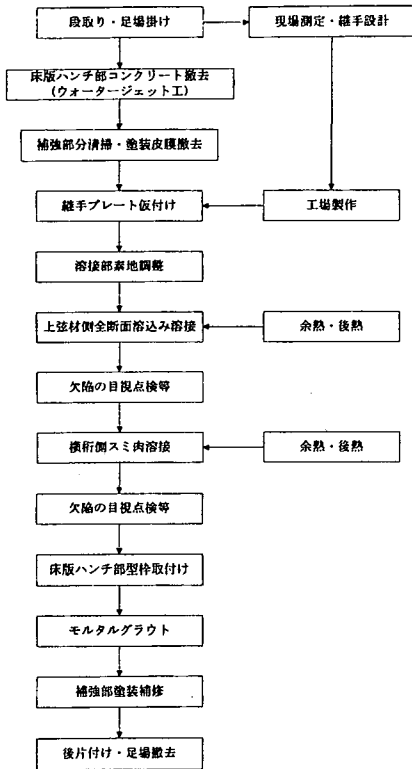 段取り・足場掛け
現場測定・継手設計
床版ハンチ部コンクリート撤去
(ウォータージェット工)
補強部分清掃・塗装皮膜撤去
継手プレート仮付け
工場製作
溶接部素地調整
上弦材側全断面溶込み溶接
余熱・後熱
欠陥の目視点検等
横桁側スミ肉溶接
余熱・後熱
欠陥の目視点検等
床版ハンチ部型枠取付け
モルタルグラウト
補強部塗装補修
後片付け・足場撤去